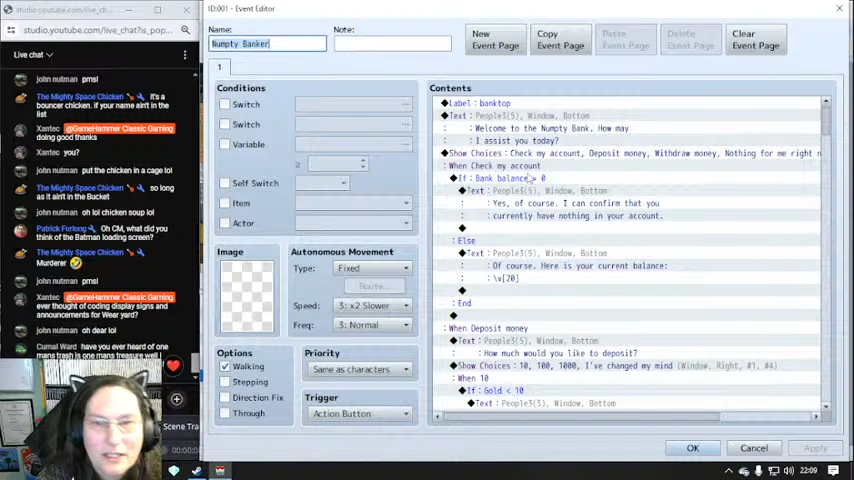 studio.youtube.com/live_chat?is_pop...
studio.youtube.com/live_chat?is_p...
Live chat
john nutman pmsl
The Mighty Space Chicken It's a
bouncer chicken. if your name ain't in the
list
Xantec @GameHammer Classic Gaming
doing good thanks
Xantec you?
john nutman put the chicken in a cage lol
The Mighty Space Chicken so long
as it in the Bucket
john nutman oh lol chicken soup lol
Patrick Furlong Oh CM, what did you
think of the Batman loading screen?
The Mighty Space Chicken
Murderer 🤣
john nutman pmsl
Xantec @GameHammer Classic Gaming
ever thought of coding display signs and
announcements for Wear yard?
john nutman oh dear lol
Cumal Ward have you ever heard of one
mans trash is one mans treasure well i
Scene Tra
ID:001 - Event Editor
Name:
Numpty Banker
Note:
New
Event Page
Copy
Event Page
Paste
Event Page
Delete
Event Page
Clear
Event Page
1
Conditions
Switch
Switch
Variable
≥
Self Switch
Item
Actor
Image
Autonomous Movement
Type: Fixed
Route...
Speed: 3: x2 Slower
Freq: 3: Normal
Options
Walking
Stepping
Direction Fix
Through
Priority
Same as characters
Trigger
Action Button
Contents
◆Label：banktop
◆Text：People3(5), Window, Bottom
：　　：Welcome to the Numpty Bank. How may
：　　：I assist you today?
◆Show Choices：Check my account, Deposit money, Withdraw money, Nothing for me right n
：When Check my account
◆If：Bank balance = 0
◆Text：People3(5), Window, Bottom
：　　：Yes, of course. I can confirm that you
：　　：currently have nothing in your account.
◆
：Else
◆Text：People3(5), Window, Bottom
：　　：Of course. Here is your current balance:
：　　：\v[20]
◆
：End
◆
：When Deposit money
◆Text：People3(5), Window, Bottom
：　　：How much would you like to deposit?
◆Show Choices：10, 100, 1000, I've changed my mind (Window, Right, #1, #4)
：When 10
◆If：Gold < 10
◆Text：People3(5), Window, Bottom
OK
Cancel
Apply
22:09